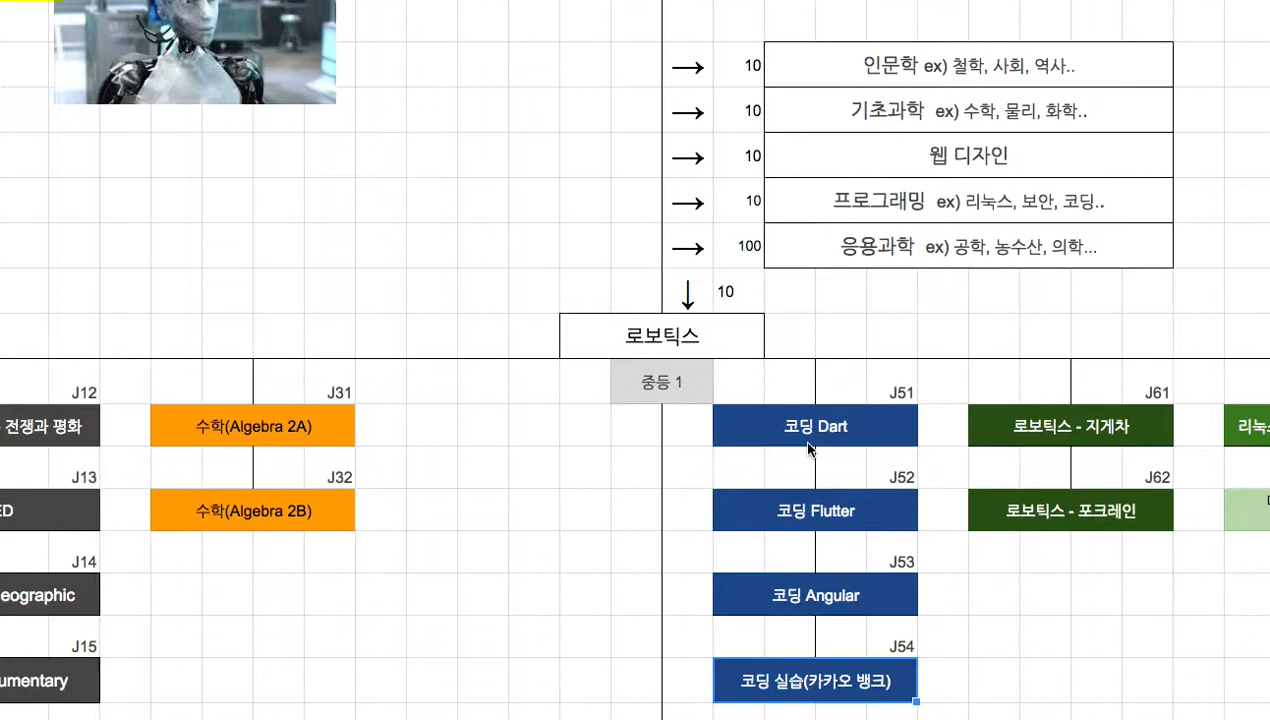 10 인문학 ex) 철학, 사회, 역사..
10 기초과학 ex) 수학, 물리, 화학..
10 웹 디자인
10 프로그래밍 ex) 리눅스, 보안, 코딩..
100 응용과학 ex) 공학, 농수산, 의학...
10
로보틱스
중등 1
J12 J31 J51 J61
전쟁과 평화 수학(Algebra 2A) 코딩 Dart 로보틱스 - 지게차 리눅
J13 J32 J52 J62
ED 수학(Algebra 2B) 코딩 Flutter 로보틱스 - 포크레인
J14 J53
eographic 코딩 Angular
J15 J54
umentary 코딩 실습(카카오 뱅크)